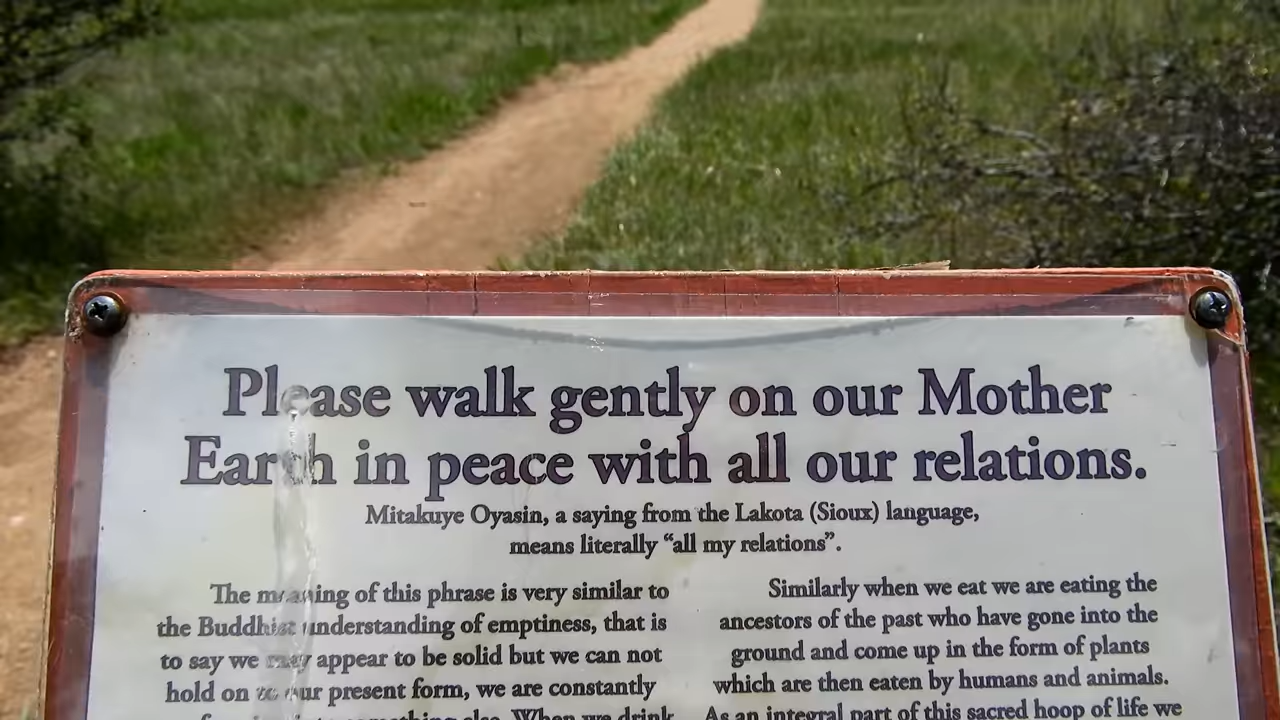 Please walk gently on our Mother
Earth in peace with all our relations.
Mitakuye Oyasin, a saying from the Lakota (Sioux) language,
means literally “all my relations”.
The meaning of this phrase is very similar to
the Buddhist understanding of emptiness, that is
to say we may appear to be solid but we can not
hold on to our present form, we are constantly
something else. When we drink
Similarly when we eat we are eating the
ancestors of the past who have gone into the
ground and come up in the form of plants
which are then eaten by humans and animals.
As an integral part of this sacred hoop of life we